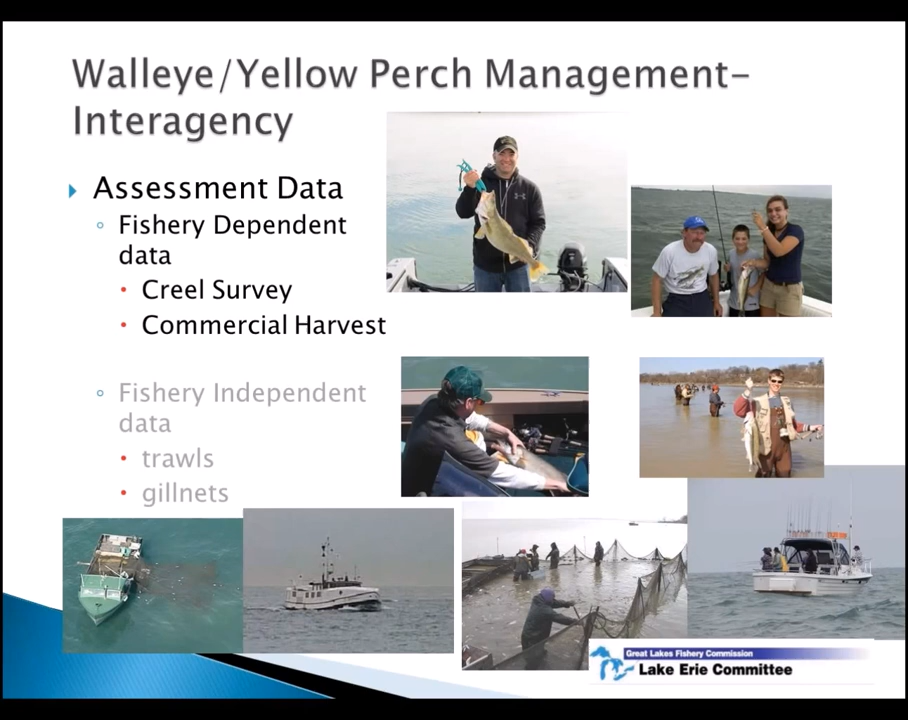 Walleye/Yellow Perch Management-
Interagency
Assessment Data
Fishery Dependent
data
Creel Survey
Commercial Harvest
Fishery Independent
data
trawls
gillnets
Great Lakes Fishery Commission
Lake Erie Committee